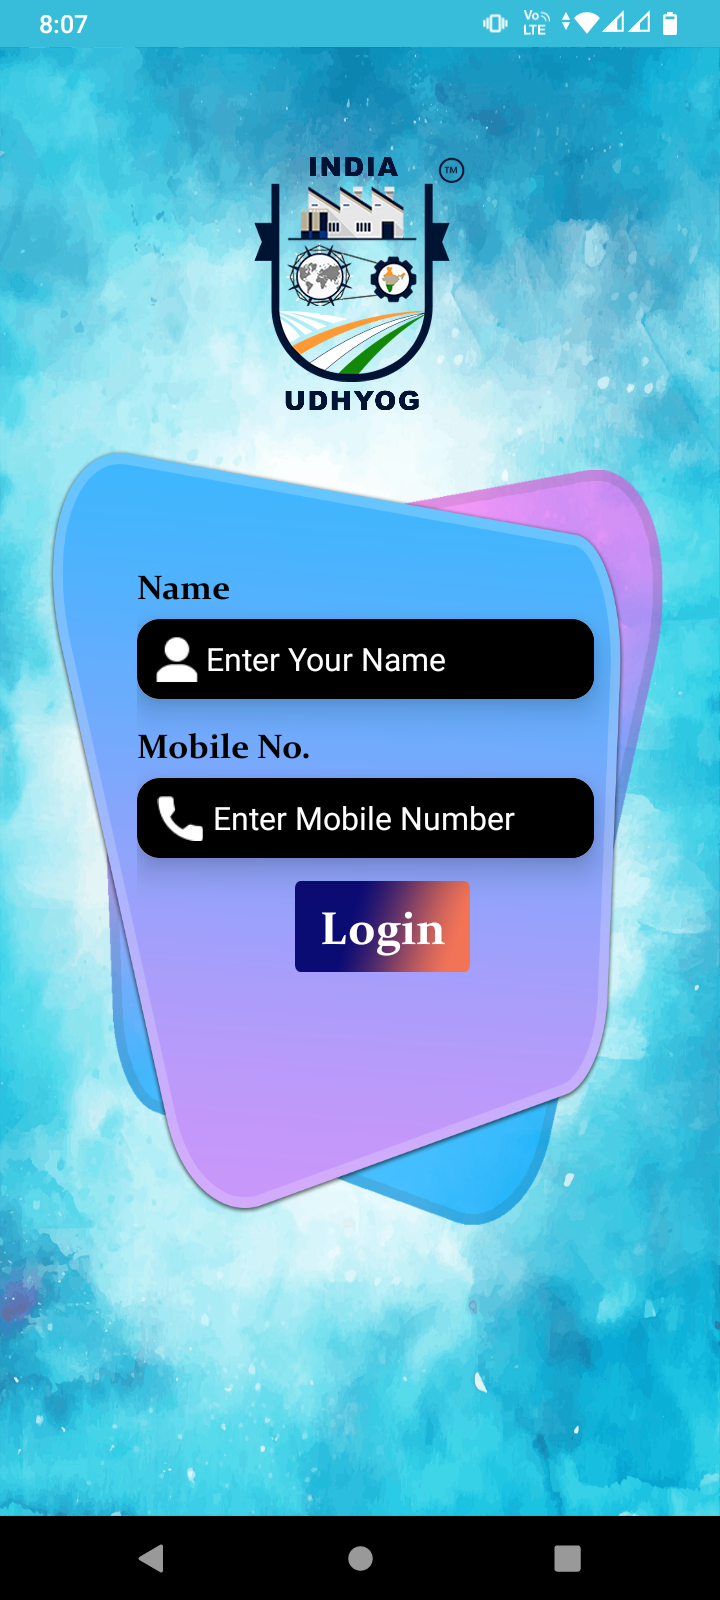 8:07
Vo LTE
INDIA
TM
UDHYOG
Name
Enter Your Name
Mobile No.
Enter Mobile Number
Login